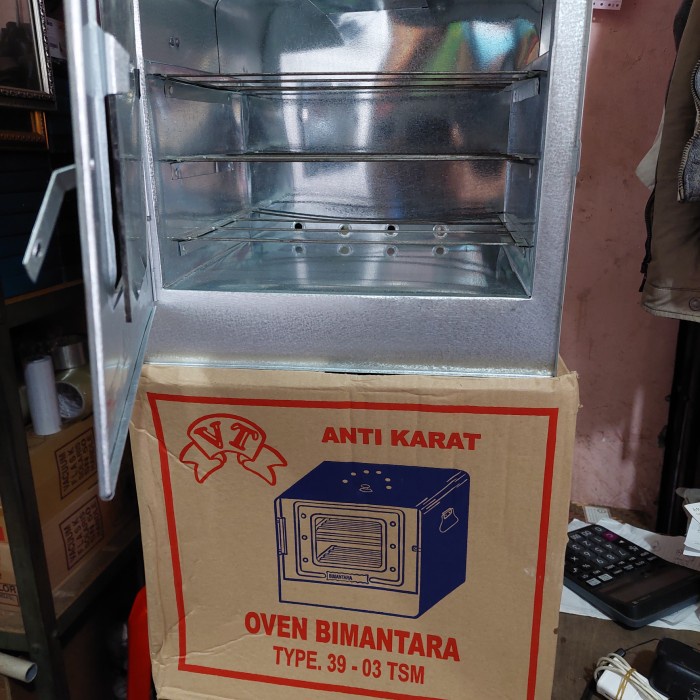 VT
ANTI KARAT
BIMANTARA
OVEN BIMANTARA
TYPE. 39 - 03 TSM